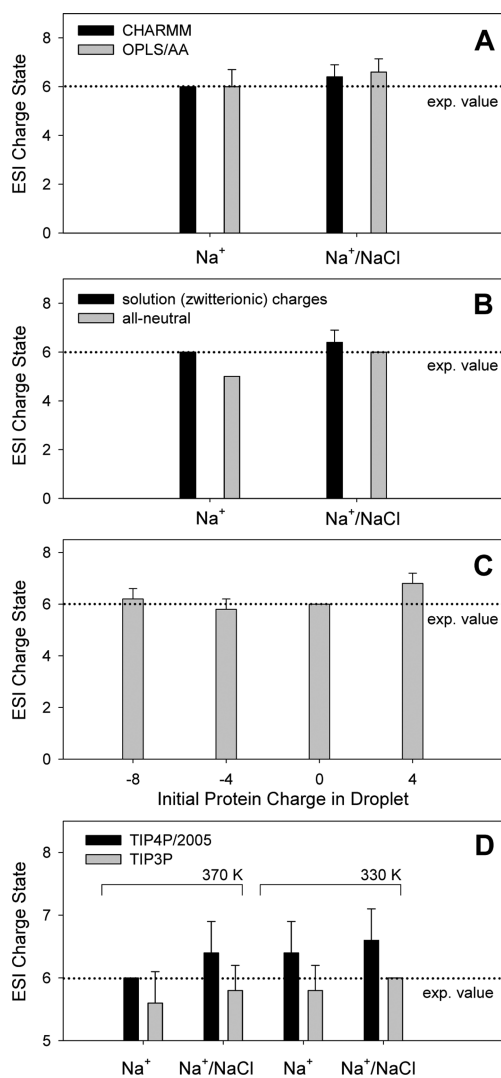 CHARMM
OPLS/AA
A
8
6
4
2
0
ESI Charge State
exp. value
Na⁺
Na⁺/NaCl
solution (zwitterionic) charges
all-neutral
B
8
6
4
2
0
ESI Charge State
exp. value
Na⁺
Na⁺/NaCl
C
8
6
4
2
0
ESI Charge State
exp. value
-8 -4 0 4
Initial Protein Charge in Droplet
TIP4P/2005
TIP3P
D
370 K
330 K
8
7
6
5
ESI Charge State
exp. value
Na⁺ Na⁺/NaCl Na⁺ Na⁺/NaCl